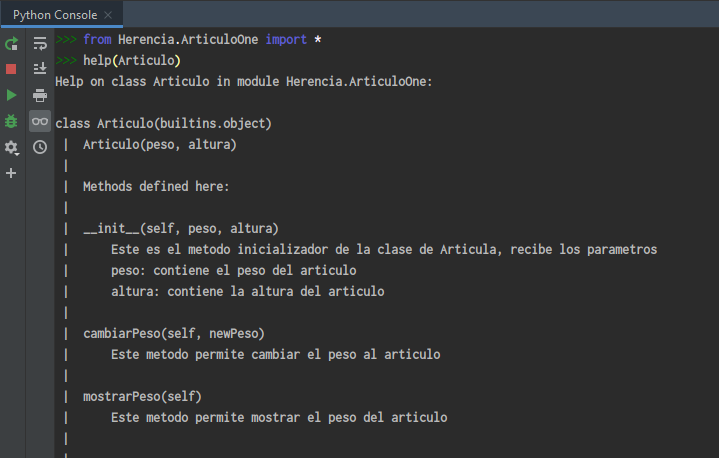 Python Console
>>> from Herencia.ArticuloOne import *
>>> help(Articulo)
Help on class Articulo in module Herencia.ArticuloOne:
class Articulo(builtins.object)
 |  Articulo(peso, altura)
 |
 |  Methods defined here:
 |
 |  __init__(self, peso, altura)
 |      Este es el metodo inicializador de la clase de Articula, recibe los parametros
 |      peso: contiene el peso del articulo
 |      altura: contiene la altura del articulo
 |
 |  cambiarPeso(self, newPeso)
 |      Este metodo permite cambiar el peso al articulo
 |
 |  mostrarPeso(self)
 |      Este metodo permite mostrar el peso del articulo
 |
 |